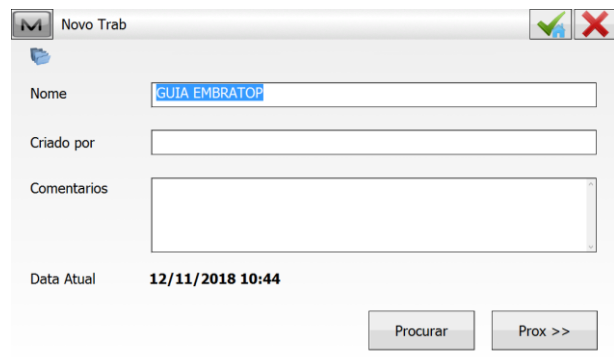 Novo Trab
Nome
GUIA EMBRATOP
Criado por
Comentarios
Data Atual
12/11/2018 10:44
Procurar
Prox >>